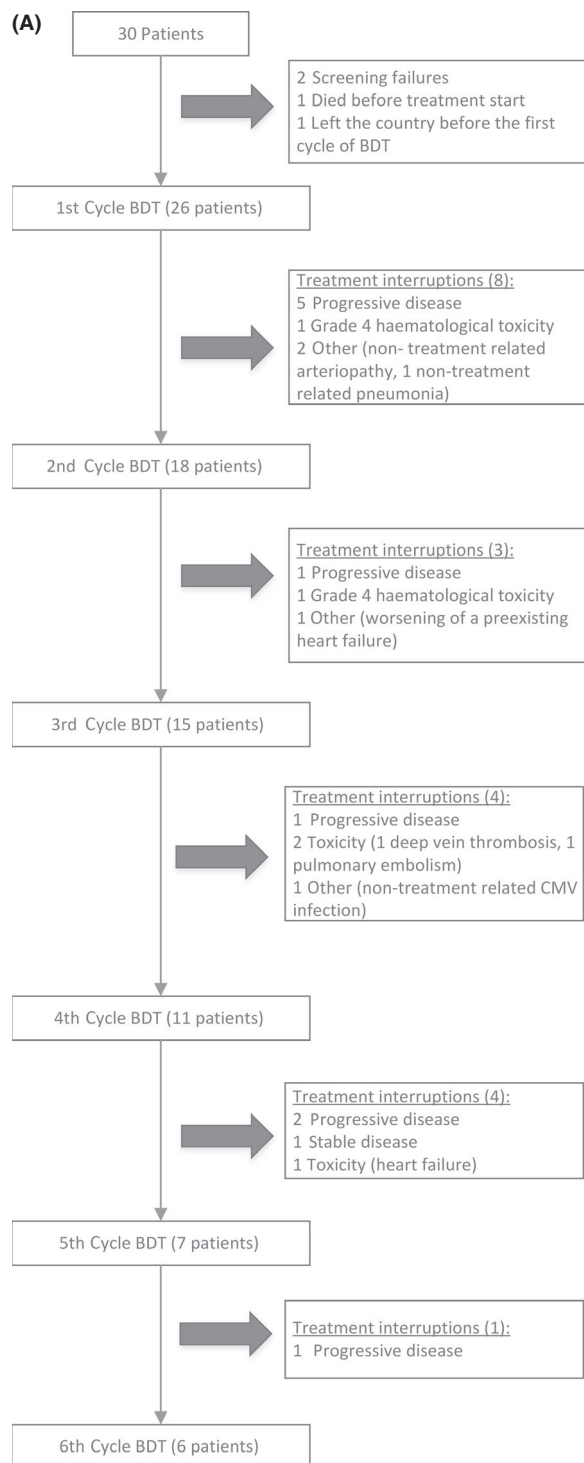 (A)
30 Patients
2 Screening failures
1 Died before treatment start
1 Left the country before the first
cycle of BDT
1st Cycle BDT (26 patients)
Treatment interruptions (8):
5 Progressive disease
1 Grade 4 haematological toxicity
2 Other (non- treatment related
arteriopathy, 1 non-treatment
related pneumonia)
2nd Cycle BDT (18 patients)
Treatment interruptions (3):
1 Progressive disease
1 Grade 4 haematological toxicity
1 Other (worsening of a preexisting
heart failure)
3rd Cycle BDT (15 patients)
Treatment interruptions (4):
1 Progressive disease
2 Toxicity (1 deep vein thrombosis, 1
pulmonary embolism)
1 Other (non-treatment related CMV
infection)
4th Cycle BDT (11 patients)
Treatment interruptions (4):
2 Progressive disease
1 Stable disease
1 Toxicity (heart failure)
5th Cycle BDT (7 patients)
Treatment interruptions (1):
1 Progressive disease
6th Cycle BDT (6 patients)